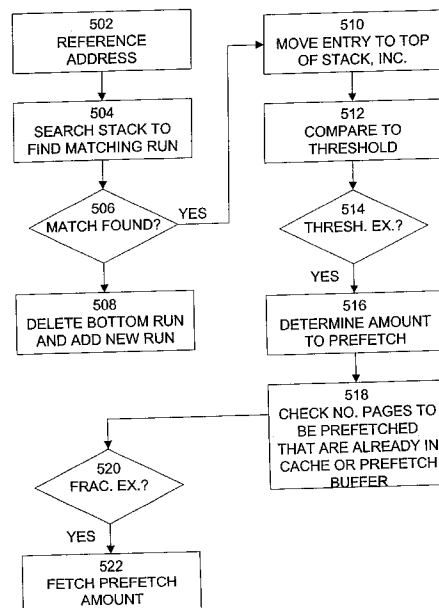 502
REFERENCE
ADDRESS
504
SEARCH STACK TO
FIND MATCHING RUN
506
MATCH FOUND?
YES
508
DELETE BOTTOM RUN
AND ADD NEW RUN
510
MOVE ENTRY TO TOP
OF STACK, INC.
512
COMPARE TO
THRESHOLD
514
THRESH. EX.?
YES
516
DETERMINE AMOUNT
TO PREFETCH
518
CHECK NO. PAGES TO
BE PREFETCHED
THAT ARE ALREADY IN
CACHE OR PREFETCH
BUFFER
520
FRAC. EX.?
YES
522
FETCH PREFETCH
AMOUNT